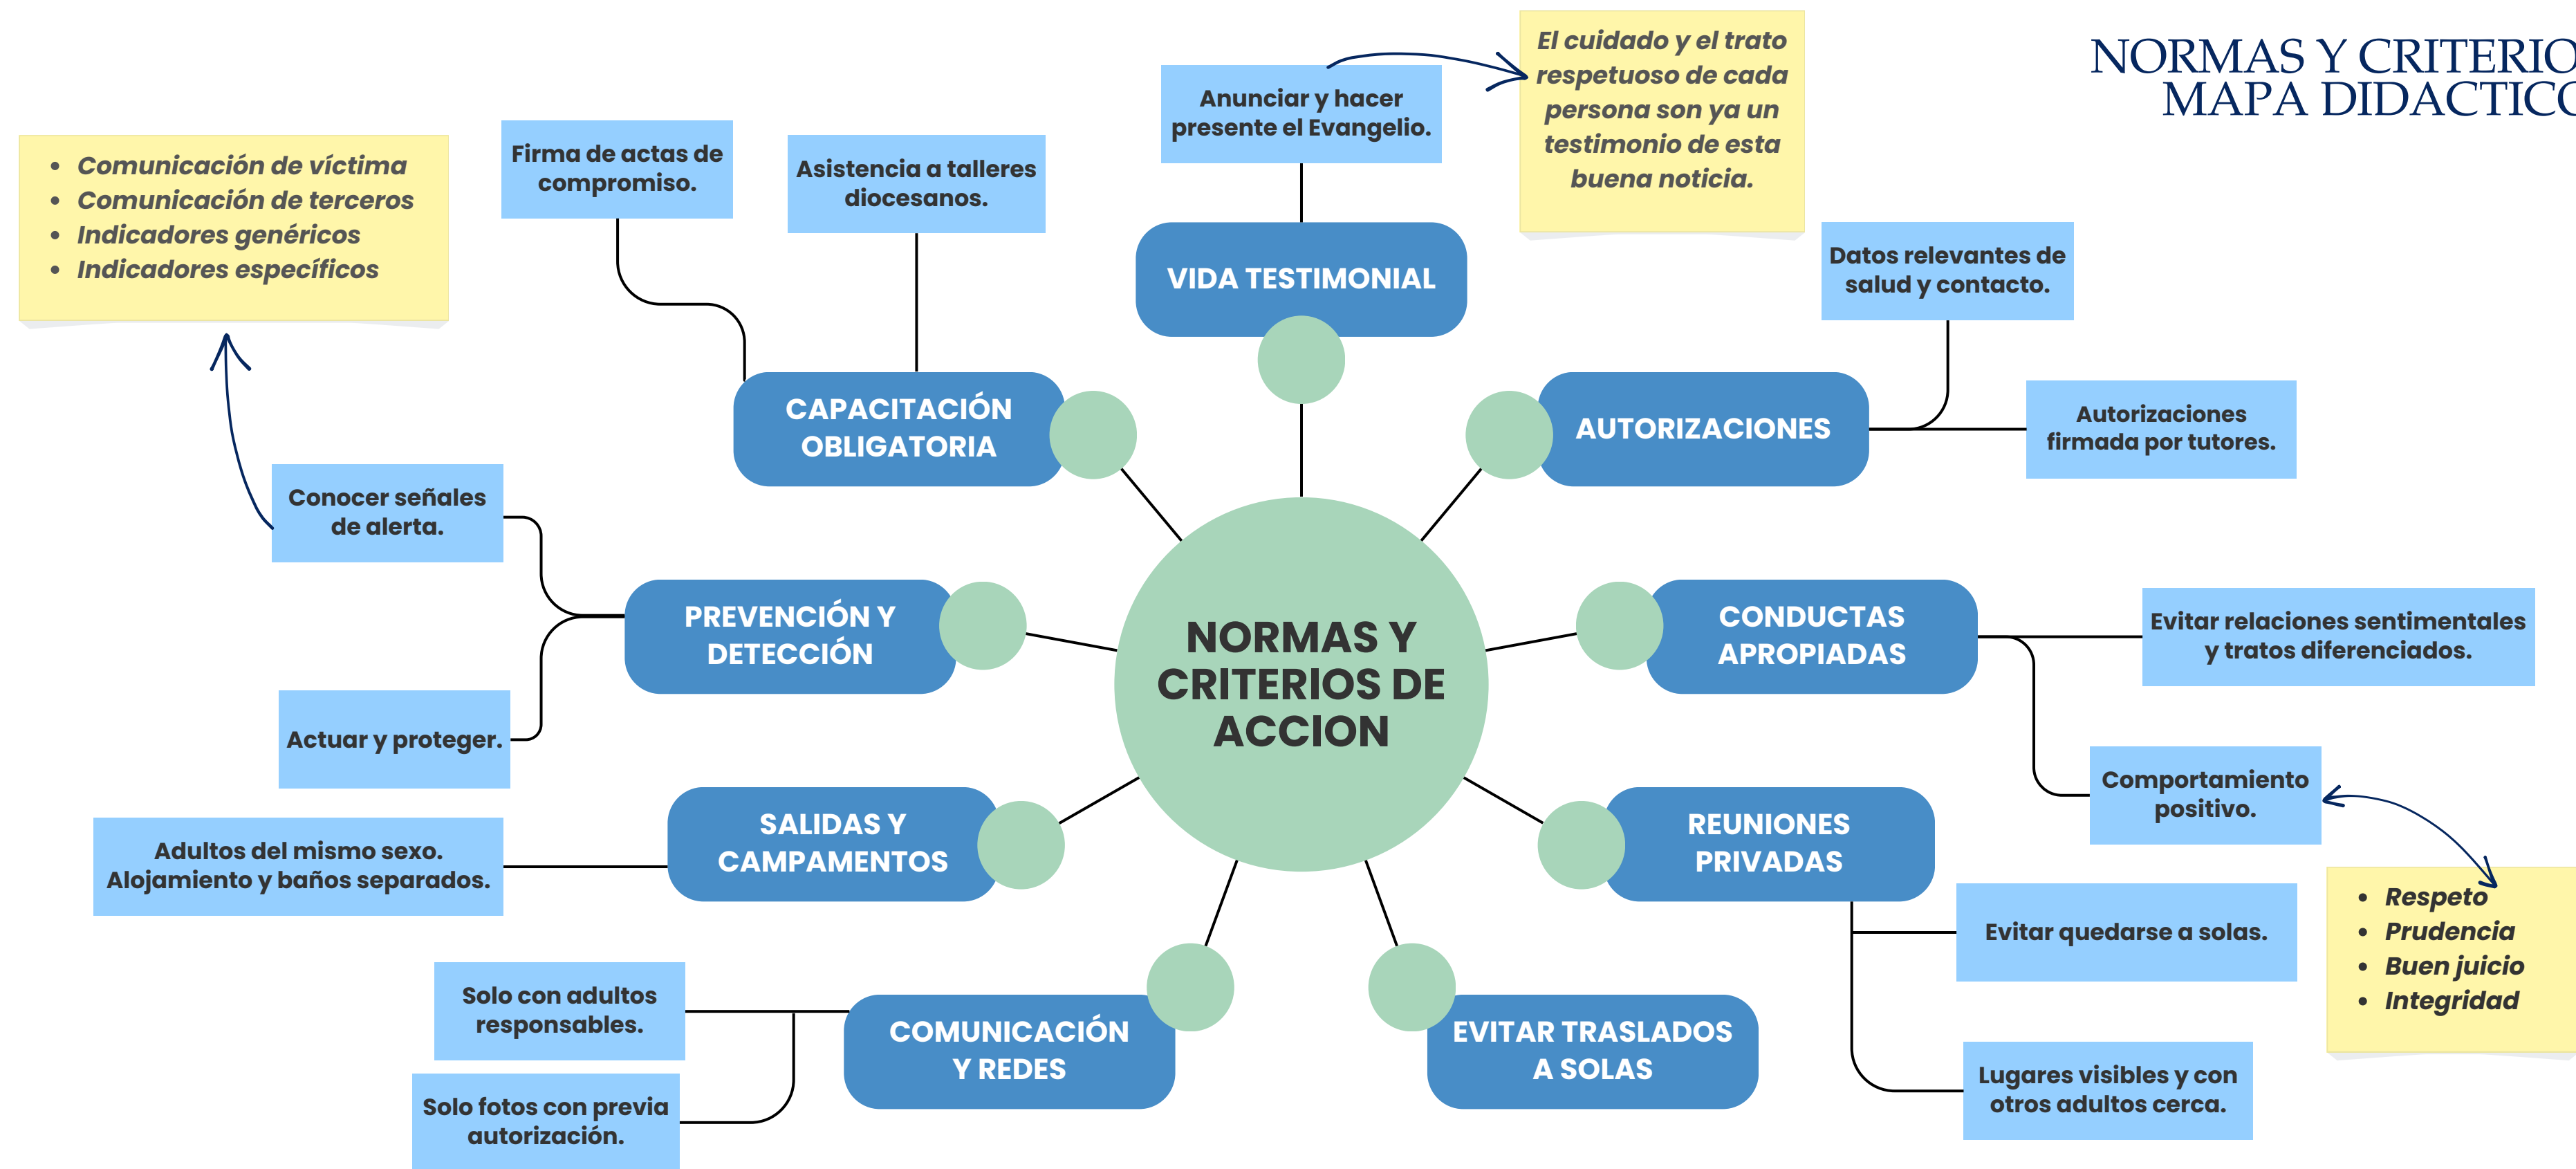 NORMAS Y CRITERIO
MAPA DIDACTICO
El cuidado y el trato
respetuoso de cada
persona son ya un
testimonio de esta
buena noticia.
Anunciar y hacer
presente el Evangelio.
VIDA TESTIMONIAL
Firma de actas de
compromiso.
Asistencia a talleres
diocesanos.
CAPACITACIÓN
OBLIGATORIA
• Comunicación de víctima
• Comunicación de terceros
• Indicadores genéricos
• Indicadores específicos
Conocer señales
de alerta.
PREVENCIÓN Y
DETECCIÓN
Actuar y proteger.
Adultos del mismo sexo.
Alojamiento y baños separados.
SALIDAS Y
CAMPAMENTOS
Solo con adultos
responsables.
Solo fotos con previa
autorización.
COMUNICACIÓN
Y REDES
NORMAS Y
CRITERIOS DE
ACCION
Datos relevantes de
salud y contacto.
AUTORIZACIONES
Autorizaciones
firmada por tutores.
CONDUCTAS
APROPIADAS
Evitar relaciones sentimentales
y tratos diferenciados.
Comportamiento
positivo.
• Respeto
• Prudencia
• Buen juicio
• Integridad
REUNIONES
PRIVADAS
Evitar quedarse a solas.
Lugares visibles y con
otros adultos cerca.
EVITAR TRASLADOS
A SOLAS